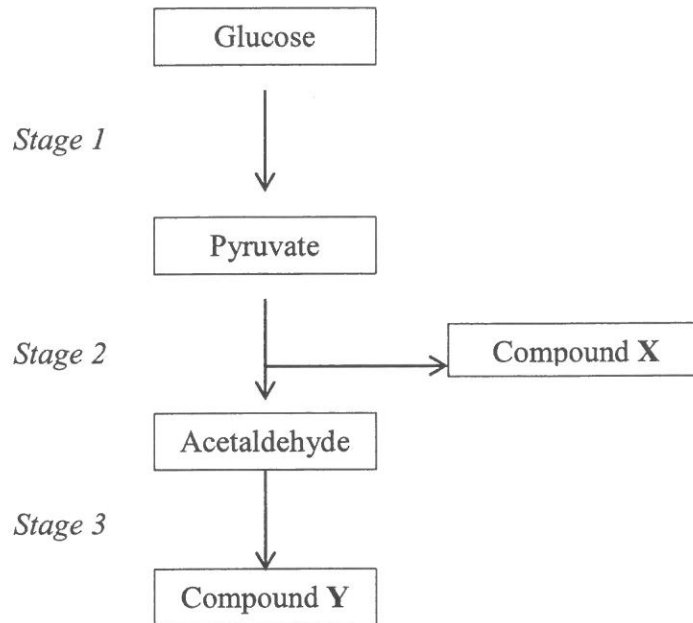 Glucose
Stage 1
Pyruvate
Stage 2
Compound X
Acetaldehyde
Stage 3
Compound Y